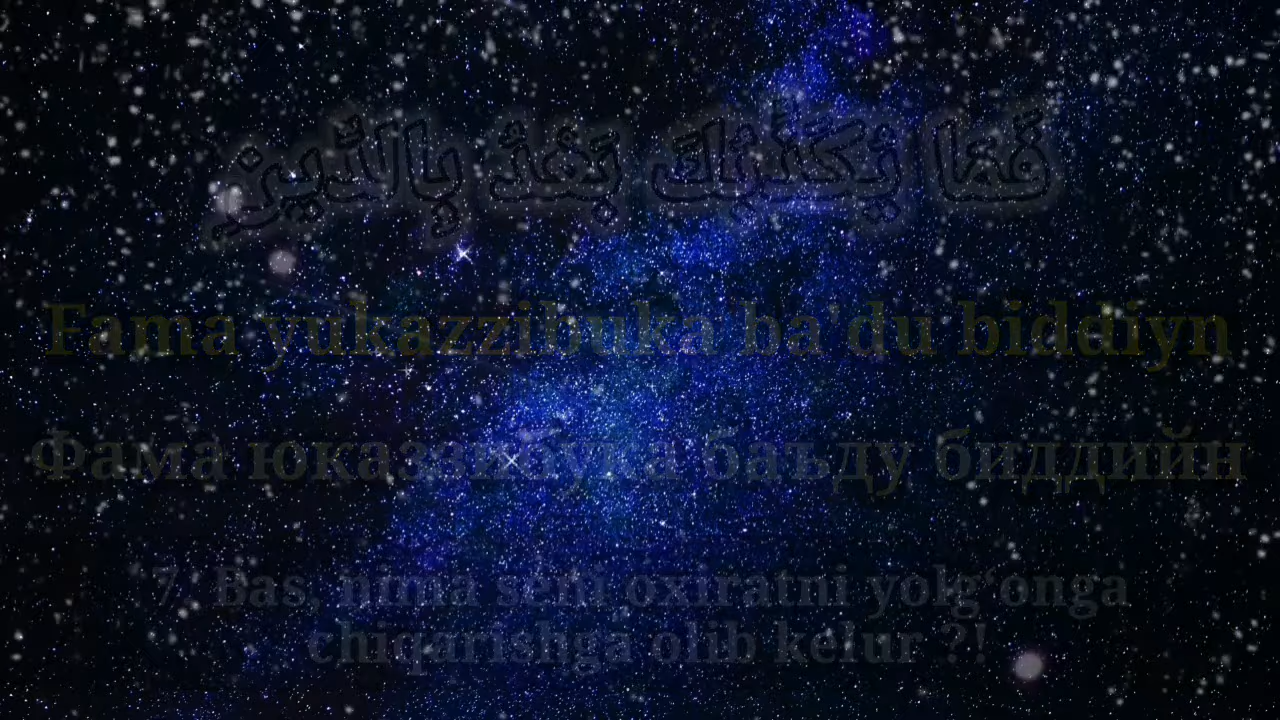 فَمَا يُكَذِّبُكَ بَعْدُ بِالدِّينِ
Fama yukazzibuka ba'du biddiyn
Фама юказзибука баъду биддийн
7. Bas, nima seni oxiratni yolg‘onga
chiqarishga olib kelur ?!